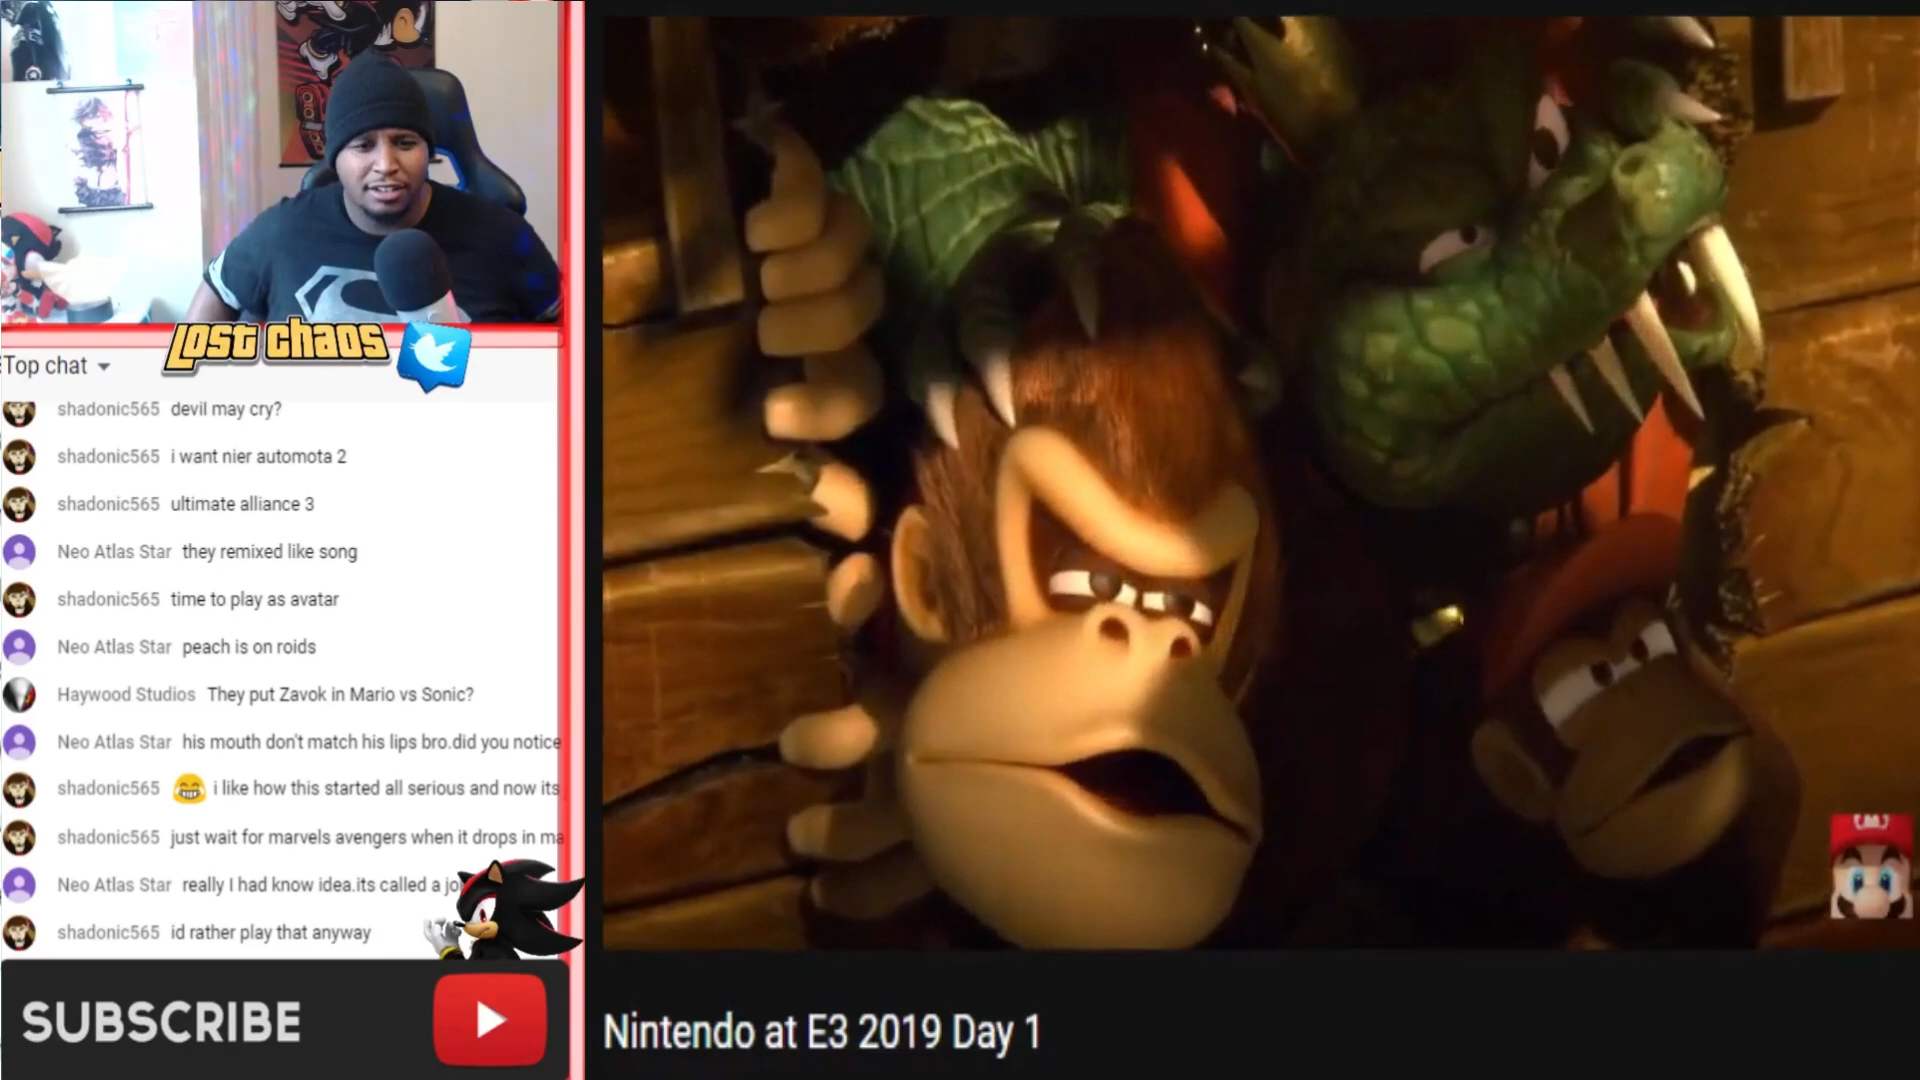 Lost Chaos
Top chat
shadonic565 devil may cry?
shadonic565 i want nier automota 2
shadonic565 ultimate alliance 3
Neo Atlas Star they remixed like song
shadonic565 time to play as avatar
Neo Atlas Star peach is on roids
Haywood Studios They put Zavok in Mario vs Sonic?
Neo Atlas Star his mouth don't match his lips bro.did you notice
shadonic565 😂 i like how this started all serious and now its
shadonic565 just wait for marvels avengers when it drops in ma
Neo Atlas Star really I had know idea.its called a jo
shadonic565 id rather play that anyway
SUBSCRIBE
M
Nintendo at E3 2019 Day 1